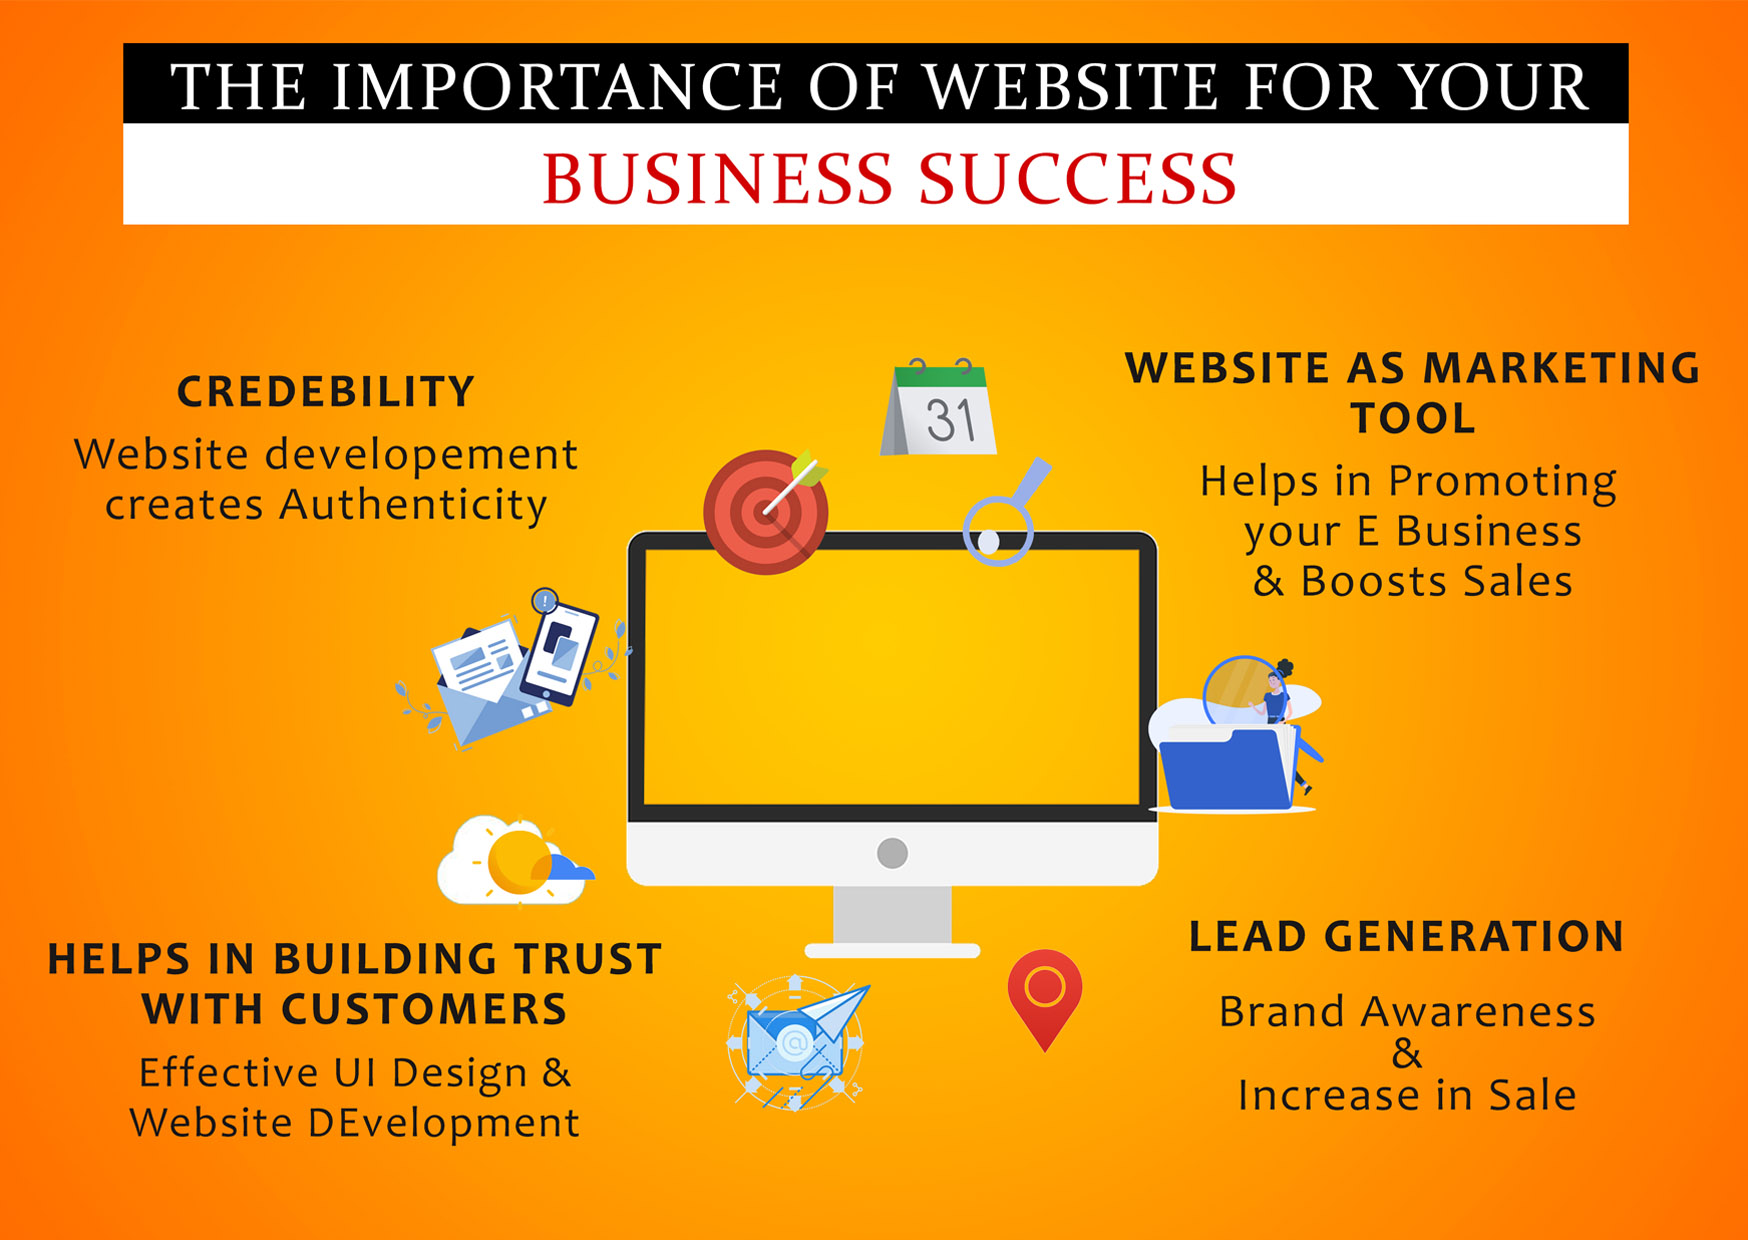 THE IMPORTANCE OF WEBSITE FOR YOUR
BUSINESS SUCCESS
CREDEBILITY
Website developement
creates Authenticity
WEBSITE AS MARKETING
TOOL
Helps in Promoting
your E Business
& Boosts Sales
31
HELPS IN BUILDING TRUST
WITH CUSTOMERS
Effective UI Design &
Website DEvelopment
LEAD GENERATION
Brand Awareness
&
Increase in Sale
@
!